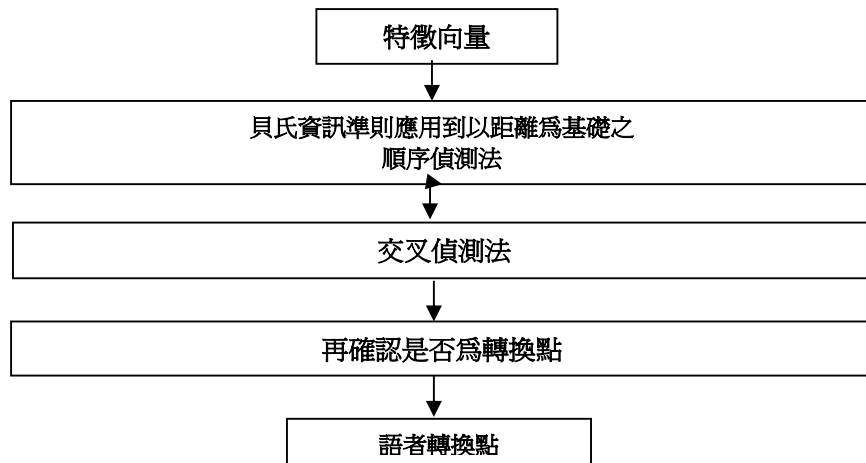 特徵向量
貝氏資訊準則應用到以距離為基礎之
順序偵測法
交叉偵測法
再確認是否為轉換點
語者轉換點